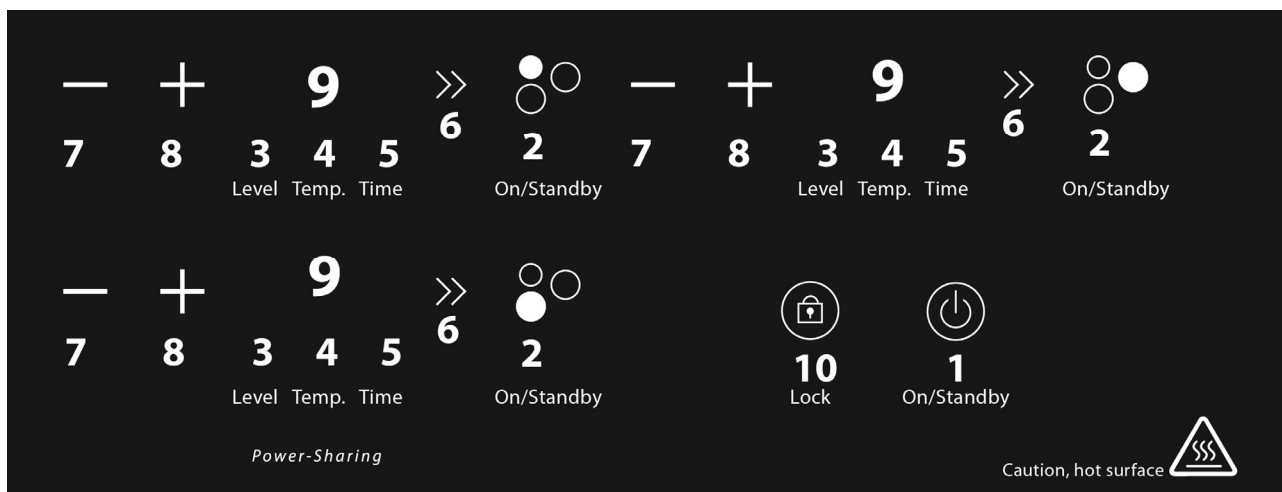 9 9
6 6
7 8 3 4 5 2 7 8 3 4 5 2
Level Temp. Time On/Standby Level Temp. Time On/Standby
9
6
7 8 3 4 5 2 10 1
Level Temp. Time On/Standby Lock On/Standby
Power-Sharing
Caution, hot surface